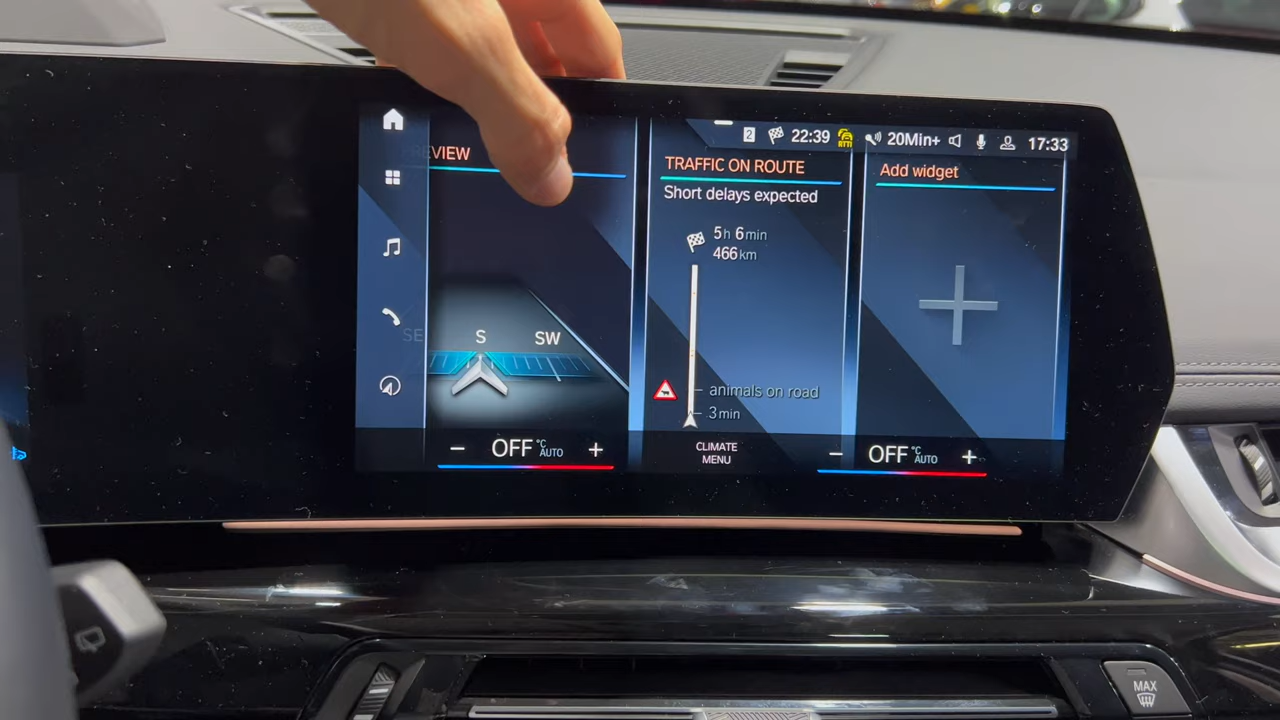 2 22:39 RTTI 20Min+ 17:33
EVIEW
TRAFFIC ON ROUTE
Short delays expected
Add widget
5h 6min
466km
SE S SW
animals on road
3min
− OFF °C AUTO +
CLIMATE
MENU
− OFF °C AUTO +
MAX